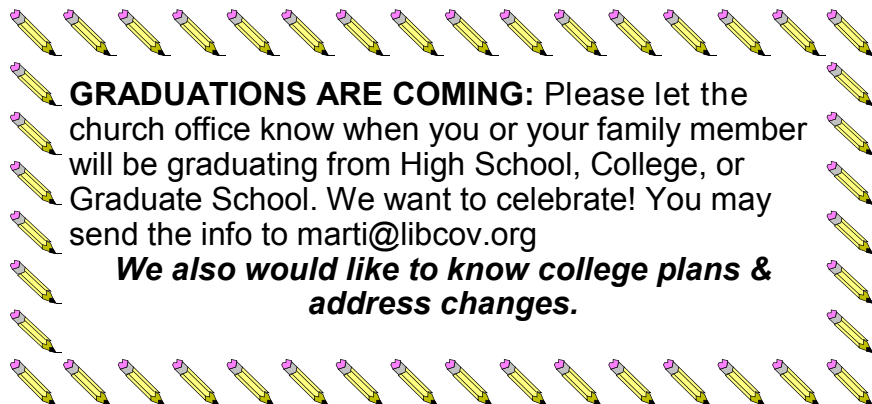 GRADUATIONS ARE COMING: Please let the
church office know when you or your family member
will be graduating from High School, College, or
Graduate School. We want to celebrate! You may
send the info to marti@libcov.org
We also would like to know college plans &
address changes.